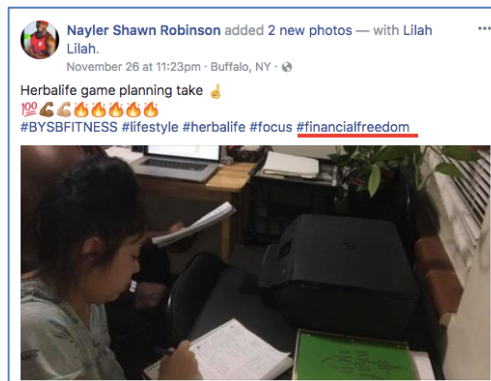 Nayler Shawn Robinson added 2 new photos — with Lilah
Lilah.
November 26 at 11:23pm · Buffalo, NY ·
Herbalife game planning take ☝
💯💪🏾💪🏼🔥🔥🔥🔥🔥
#BYSBFITNESS #lifestyle #herbalife #focus #financialfreedom